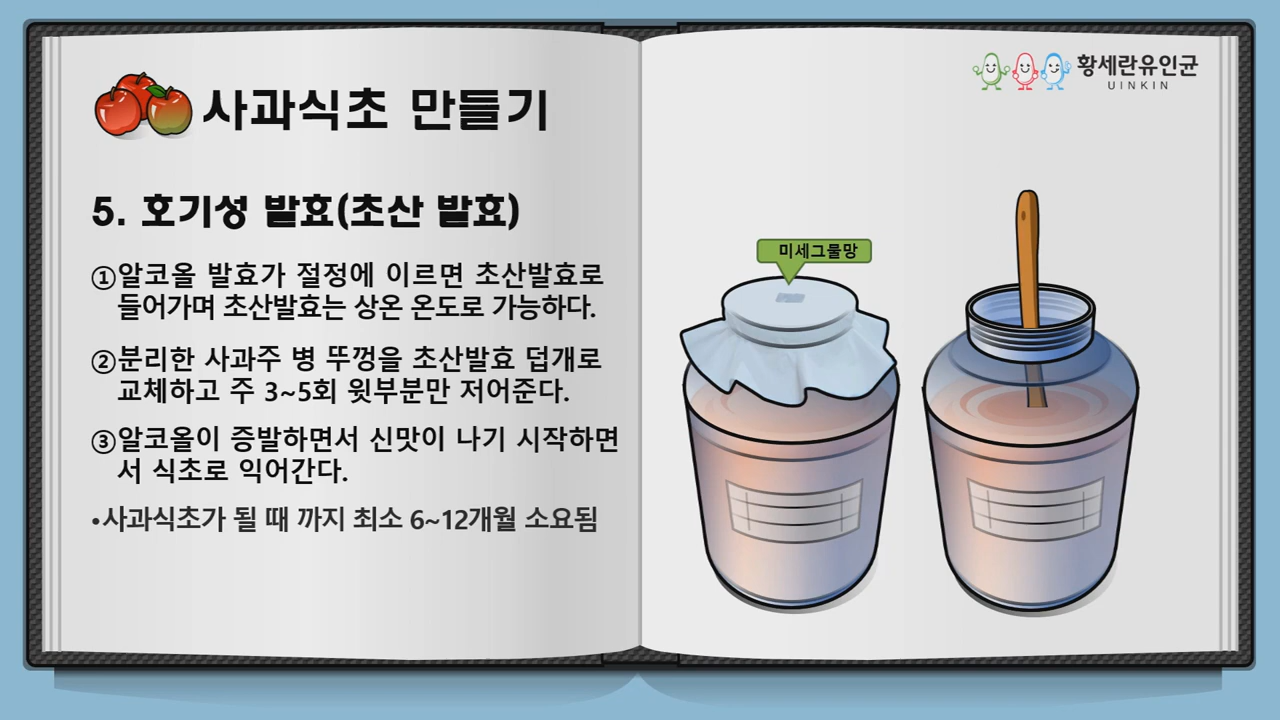 사과식초 만들기
5. 호기성 발효(초산 발효)
①알코올 발효가 절정에 이르면 초산발효로
들어가며 초산발효는 상온 온도로 가능하다.
②분리한 사과주 병 뚜껑을 초산발효 덥개로
교체하고 주 3~5회 윗부분만 저어준다.
③알코올이 증발하면서 신맛이 나기 시작하면
서 식초로 익어간다.
•사과식초가 될 때 까지 최소 6~12개월 소요됨
황세란유인균
UINKIN
미세그물망